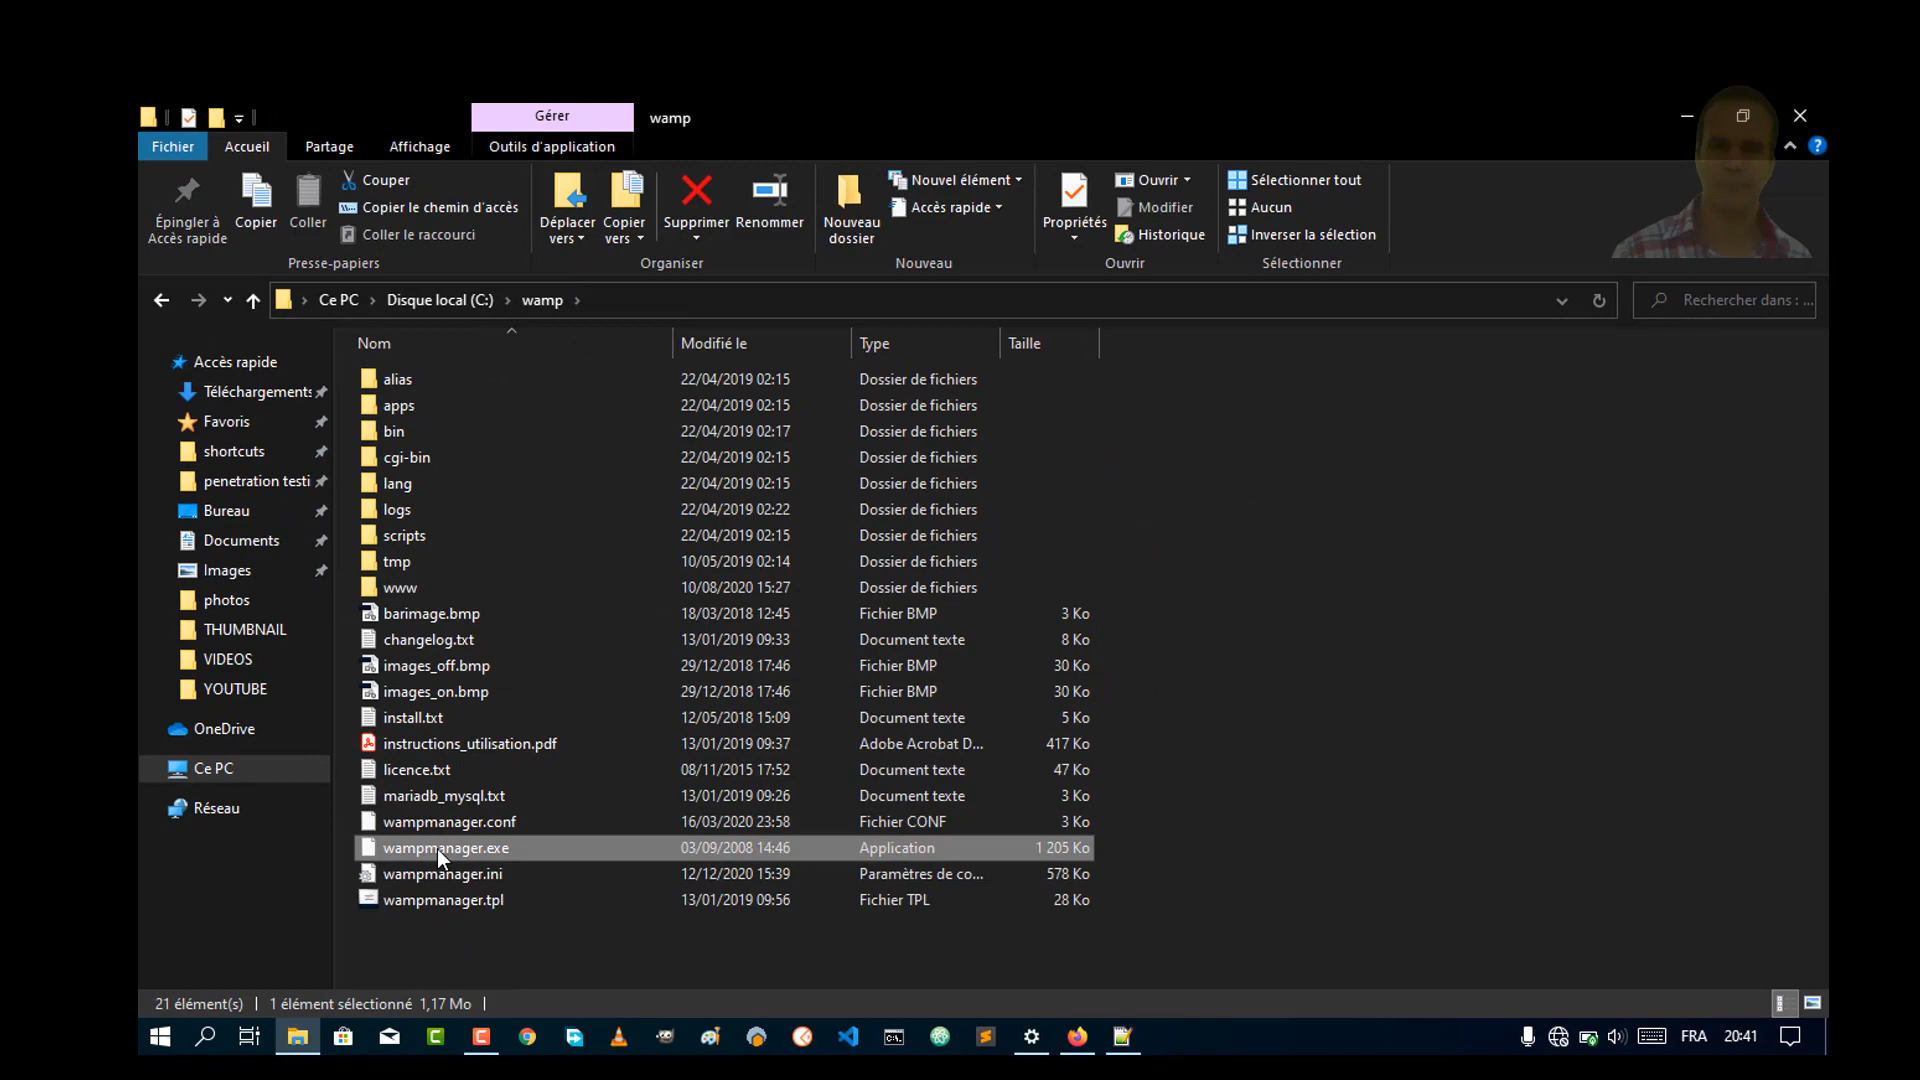 Gérer
wamp
Fichier
Accueil
Partage
Affichage
Outils d'application
Épingler à
Accès rapide
Copier
Coller
Couper
Copier le chemin d'accès
Coller le raccourci
Déplacer
vers
Copier
vers
Supprimer
Renommer
Nouveau
dossier
Nouvel élément
Accès rapide
Propriétés
Ouvrir
Modifier
Historique
Sélectionner tout
Aucun
Inverser la sélection
Presse-papiers
Organiser
Nouveau
Ouvrir
Sélectionner
Ce PC > Disque local (C:) > wamp >
Rechercher dans : ...
Nom Modifié le Type Taille
alias 22/04/2019 02:15 Dossier de fichiers
apps 22/04/2019 02:15 Dossier de fichiers
bin 22/04/2019 02:17 Dossier de fichiers
cgi-bin 22/04/2019 02:15 Dossier de fichiers
lang 22/04/2019 02:15 Dossier de fichiers
logs 22/04/2019 02:22 Dossier de fichiers
scripts 22/04/2019 02:15 Dossier de fichiers
tmp 10/05/2019 02:14 Dossier de fichiers
www 10/08/2020 15:27 Dossier de fichiers
barimage.bmp 18/03/2018 12:45 Fichier BMP 3 Ko
changelog.txt 13/01/2019 09:33 Document texte 8 Ko
images_off.bmp 29/12/2018 17:46 Fichier BMP 30 Ko
images_on.bmp 29/12/2018 17:46 Fichier BMP 30 Ko
install.txt 12/05/2018 15:09 Document texte 5 Ko
instructions_utilisation.pdf 13/01/2019 09:37 Adobe Acrobat D... 417 Ko
licence.txt 08/11/2015 17:52 Document texte 47 Ko
mariadb_mysql.txt 13/01/2019 09:26 Document texte 3 Ko
wampmanager.conf 16/03/2020 23:58 Fichier CONF 3 Ko
wampmanager.exe 03/09/2008 14:46 Application 1 205 Ko
wampmanager.ini 12/12/2020 15:39 Paramètres de co... 578 Ko
wampmanager.tpl 13/01/2019 09:56 Fichier TPL 28 Ko
Accès rapide
Téléchargements
Favoris
shortcuts
penetration testi
Bureau
Documents
Images
photos
THUMBNAIL
VIDEOS
YOUTUBE
OneDrive
Ce PC
Réseau
21 élément(s) 1 élément sélectionné 1,17 Mo
FRA 20:41